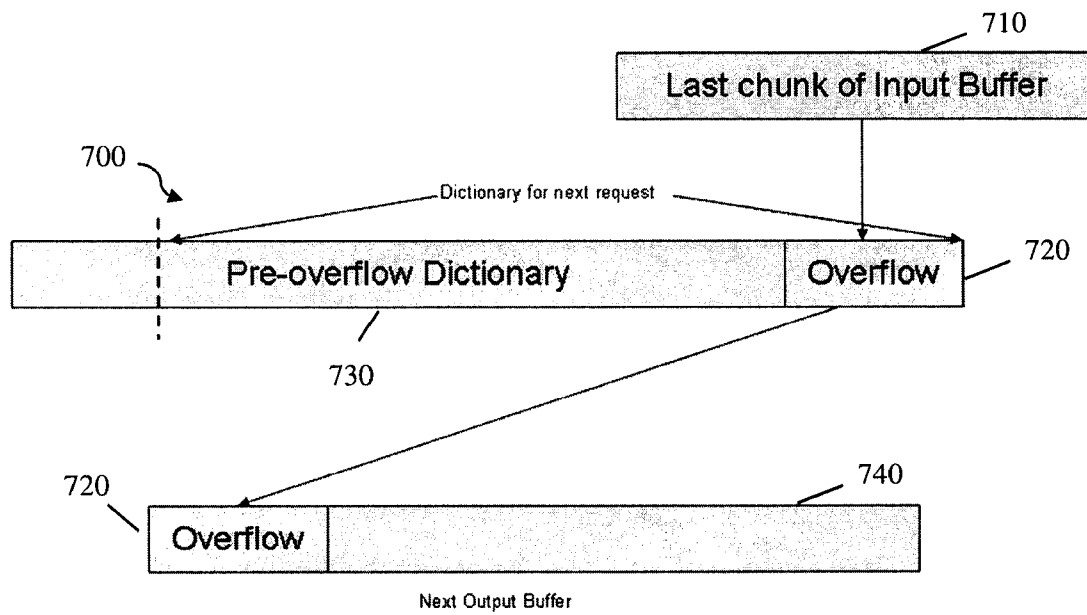 710
Last chunk of Input Buffer
700
Dictionary for next request
Pre-overflow Dictionary
Overflow
720
730
720
740
Overflow
Next Output Buffer